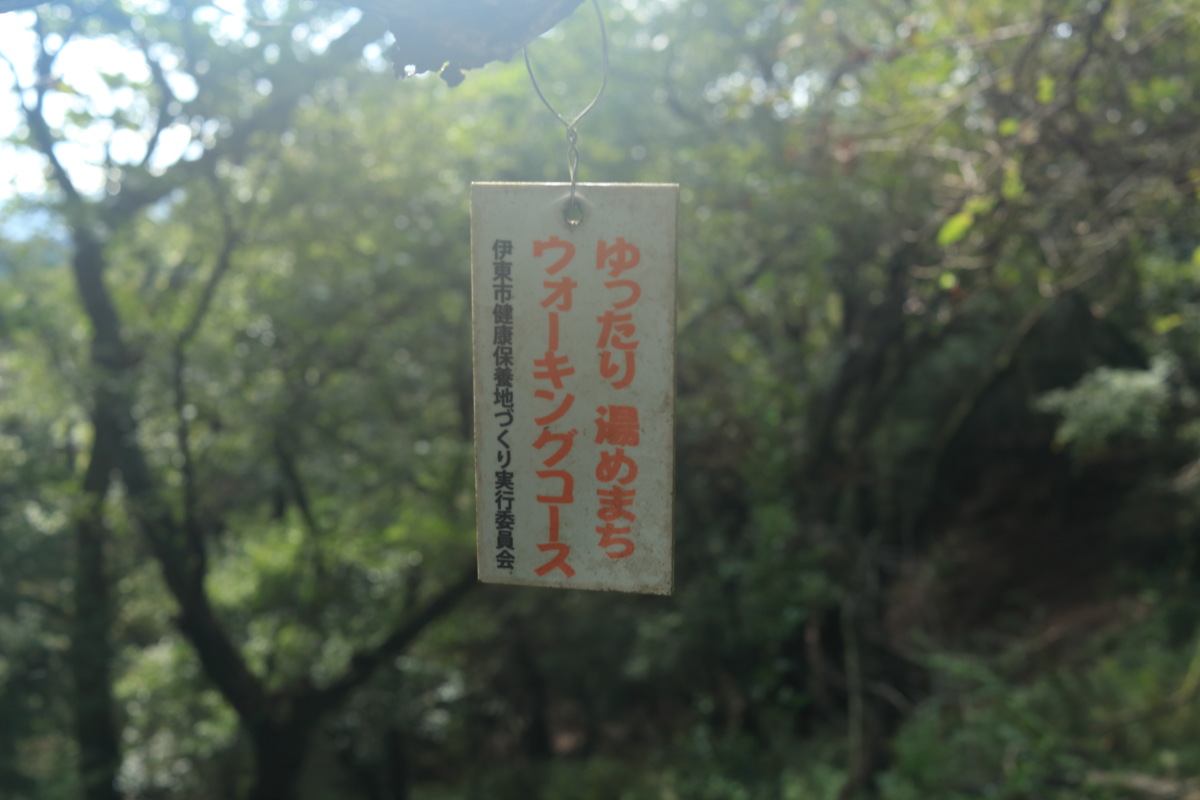 ゆったり 湯めまち
ウォーキングコース
伊東市健康保養地づくり実行委員会